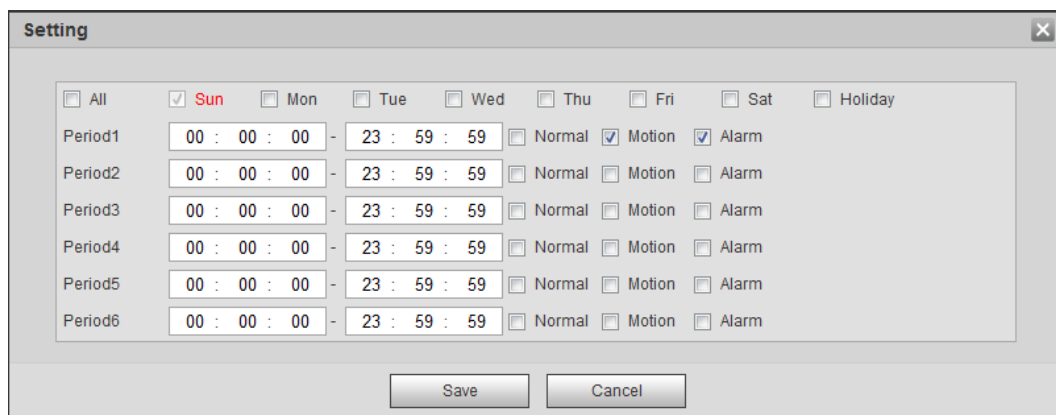 Setting
All Sun Mon Tue Wed Thu Fri Sat Holiday
Period1 00 : 00 : 00 - 23 : 59 : 59 Normal Motion Alarm
Period2 00 : 00 : 00 - 23 : 59 : 59 Normal Motion Alarm
Period3 00 : 00 : 00 - 23 : 59 : 59 Normal Motion Alarm
Period4 00 : 00 : 00 - 23 : 59 : 59 Normal Motion Alarm
Period5 00 : 00 : 00 - 23 : 59 : 59 Normal Motion Alarm
Period6 00 : 00 : 00 - 23 : 59 : 59 Normal Motion Alarm
Save Cancel